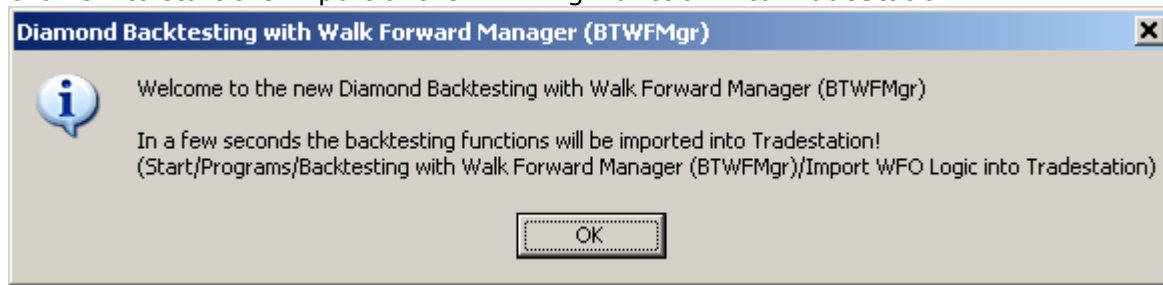 Diamond Backtesting with Walk Forward Manager (BTWFMgr)
Welcome to the new Diamond Backtesting with Walk Forward Manager (BTWFMgr)
In a few seconds the backtesting functions will be imported into Tradestation!
(Start/Programs/Backtesting with Walk Forward Manager (BTWFMgr)/Import WFO Logic into Tradestation)
OK